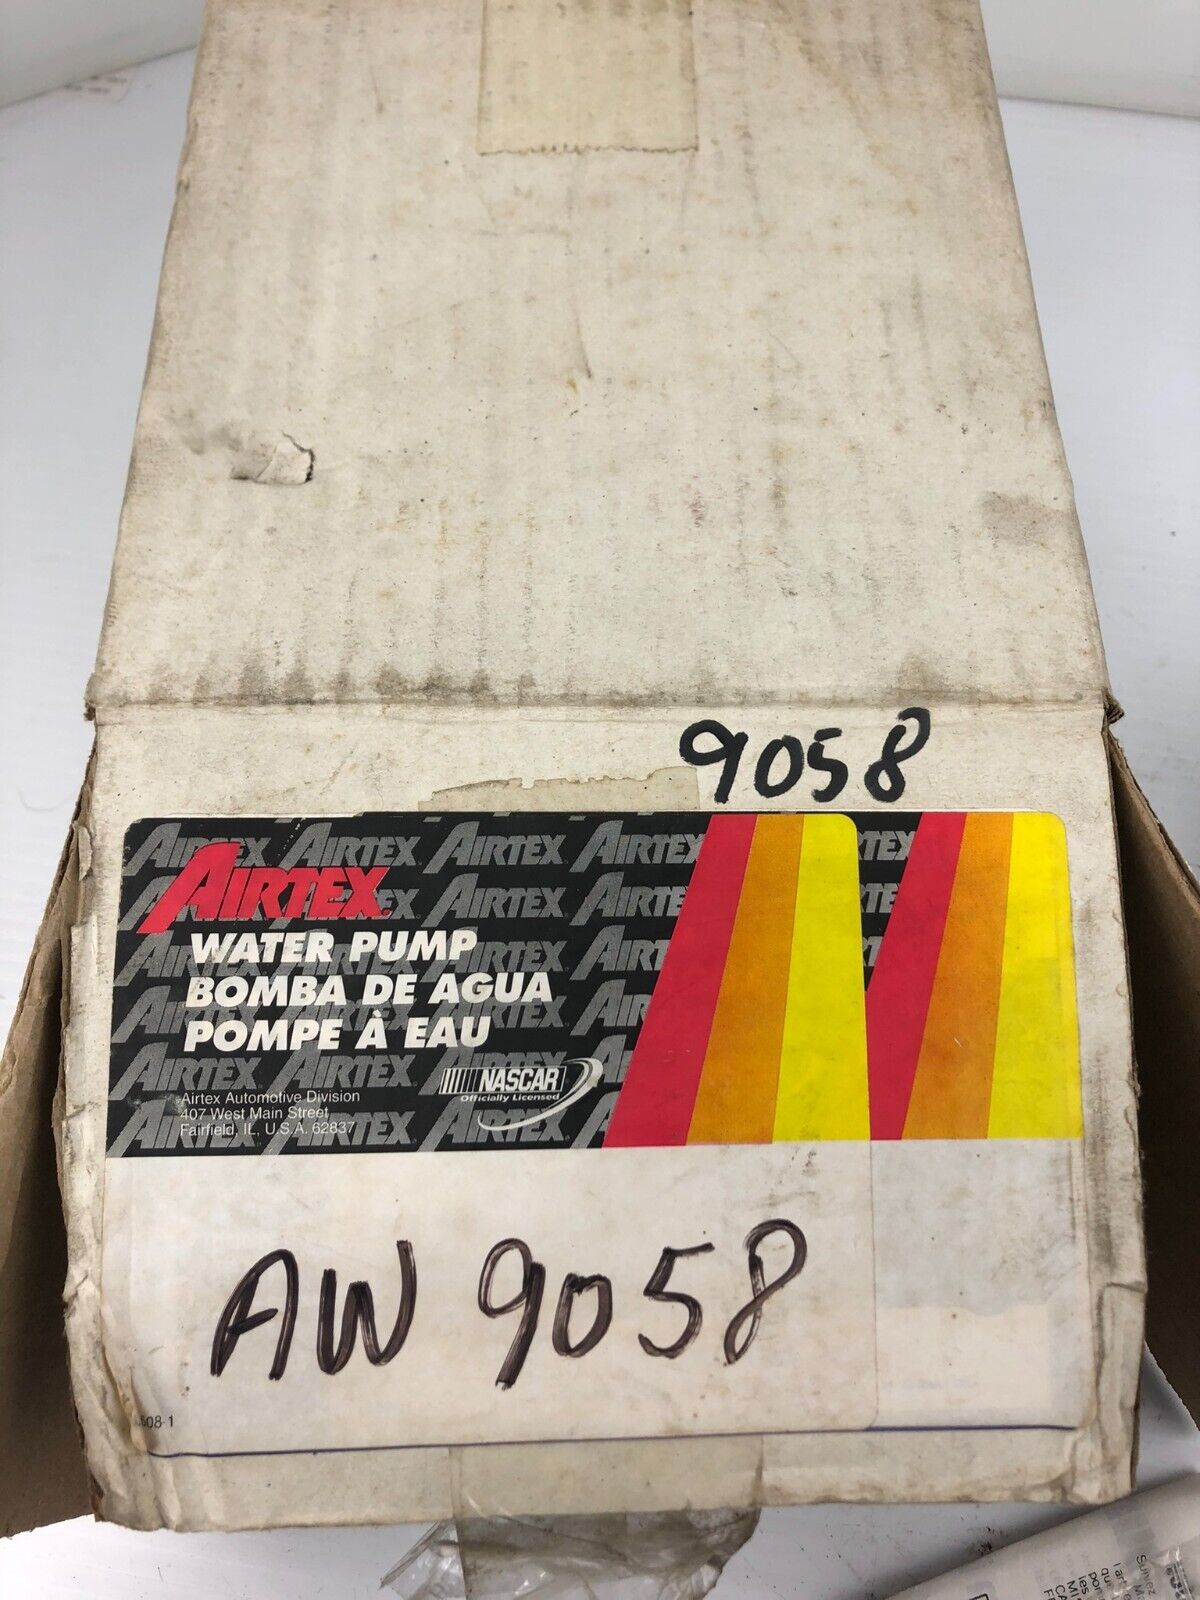 9058
AIRTEX
WATER PUMP
BOMBA DE AGUA
POMPE À EAU
NASCAR
Officially Licensed
Airtex Automotive Division
407 West Main Street
Fairfield, IL, U.S.A. 62837
AW 9058